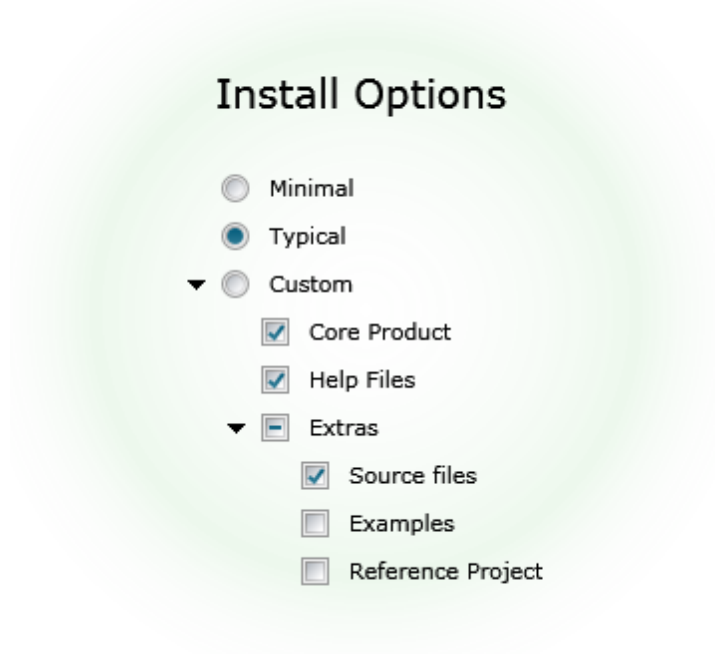 Install Options
Minimal
Typical
Custom
Core Product
Help Files
Extras
Source files
Examples
Reference Project